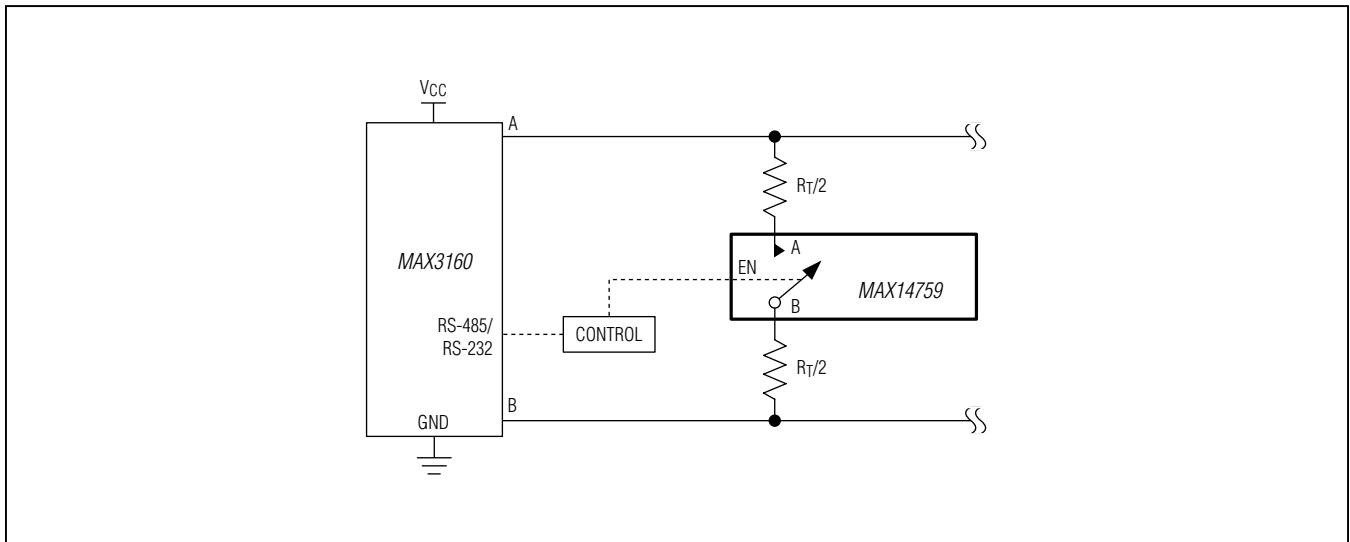 VCC
A
RT/2
A
EN
MAX3160
MAX14759
B
RS-485/
RS-232
CONTROL
RT/2
B
GND